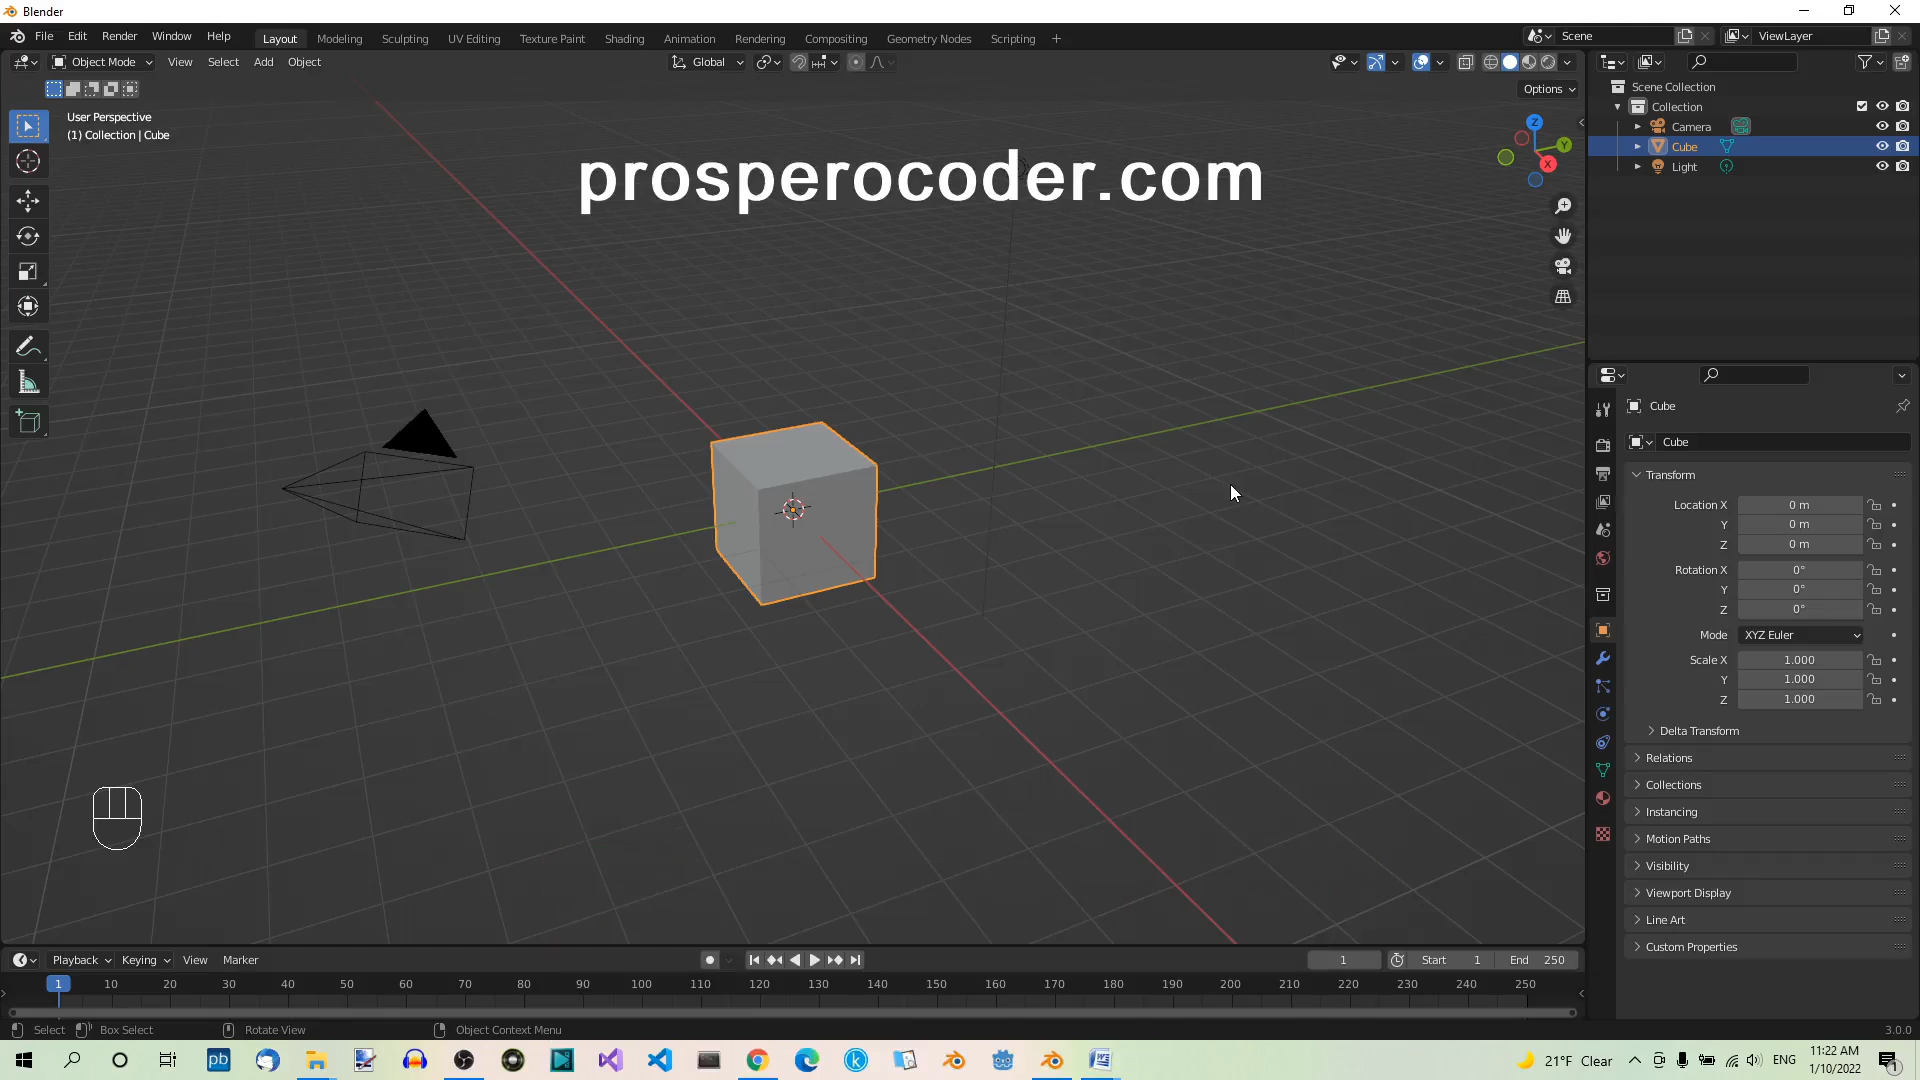 Blender
File Edit Render Window Help Layout Modeling Sculpting UV Editing Texture Paint Shading Animation Rendering Compositing Geometry Nodes Scripting + Scene ViewLayer
Object Mode View Select Add Object Global
Options
User Perspective
(1) Collection | Cube
prosperocoder.com
Z
Y
X
Scene Collection
Collection
Camera
Cube
Light
Cube
Cube
Transform
Location X 0 m
Y 0 m
Z 0 m
Rotation X 0°
Y 0°
Z 0°
Mode XYZ Euler
Scale X 1.000
Y 1.000
Z 1.000
Delta Transform
Relations
Collections
Instancing
Motion Paths
Visibility
Viewport Display
Line Art
Custom Properties
Playback Keying View Marker 1 Start 1 End 250
1 10 20 30 40 50 60 70 80 90 100 110 120 130 140 150 160 170 180 190 200 210 220 230 240 250
Select Box Select Rotate View Object Context Menu 3.0.0
pb 21°F Clear ENG 11:22 AM
1/10/2022